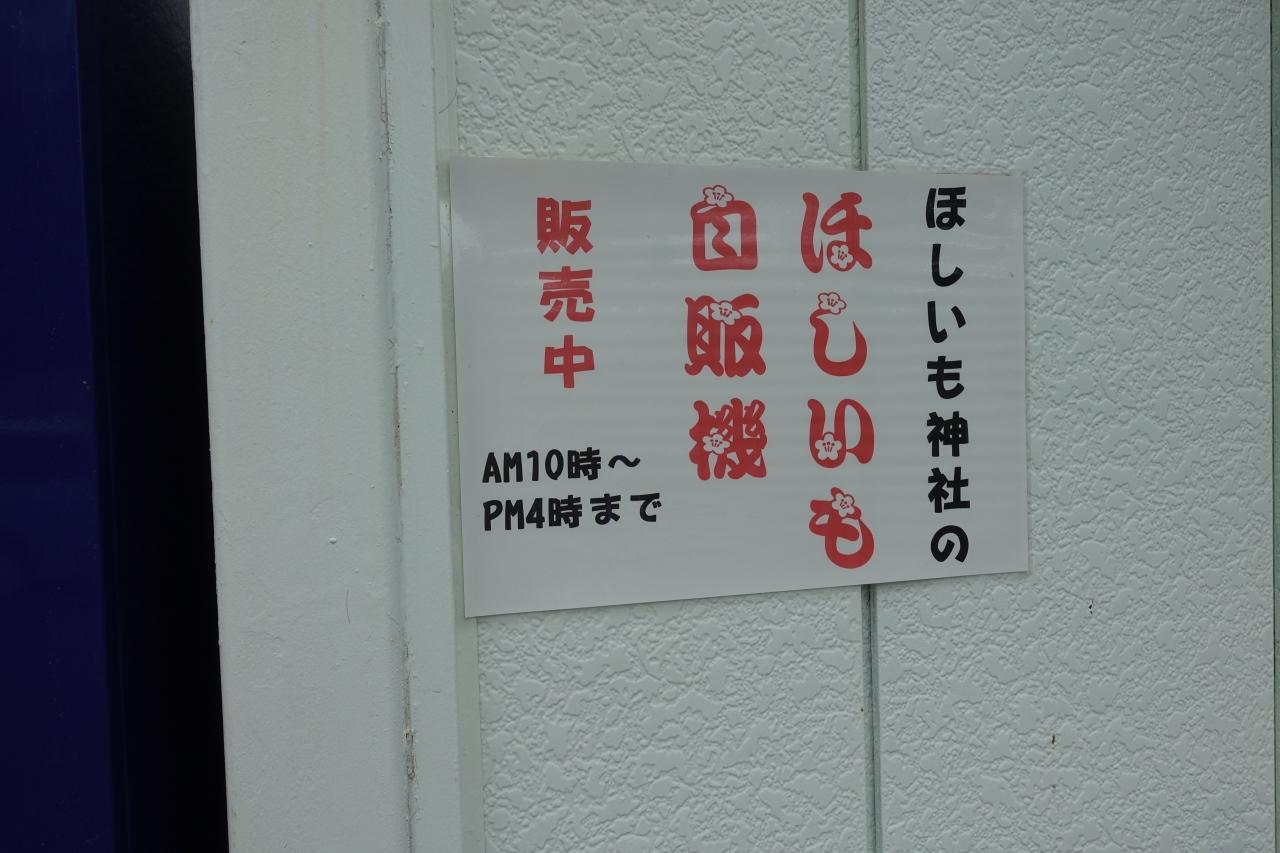 ほしいも神社の
ほしいも
自販機
販売中
AM10時～
PM4時まで